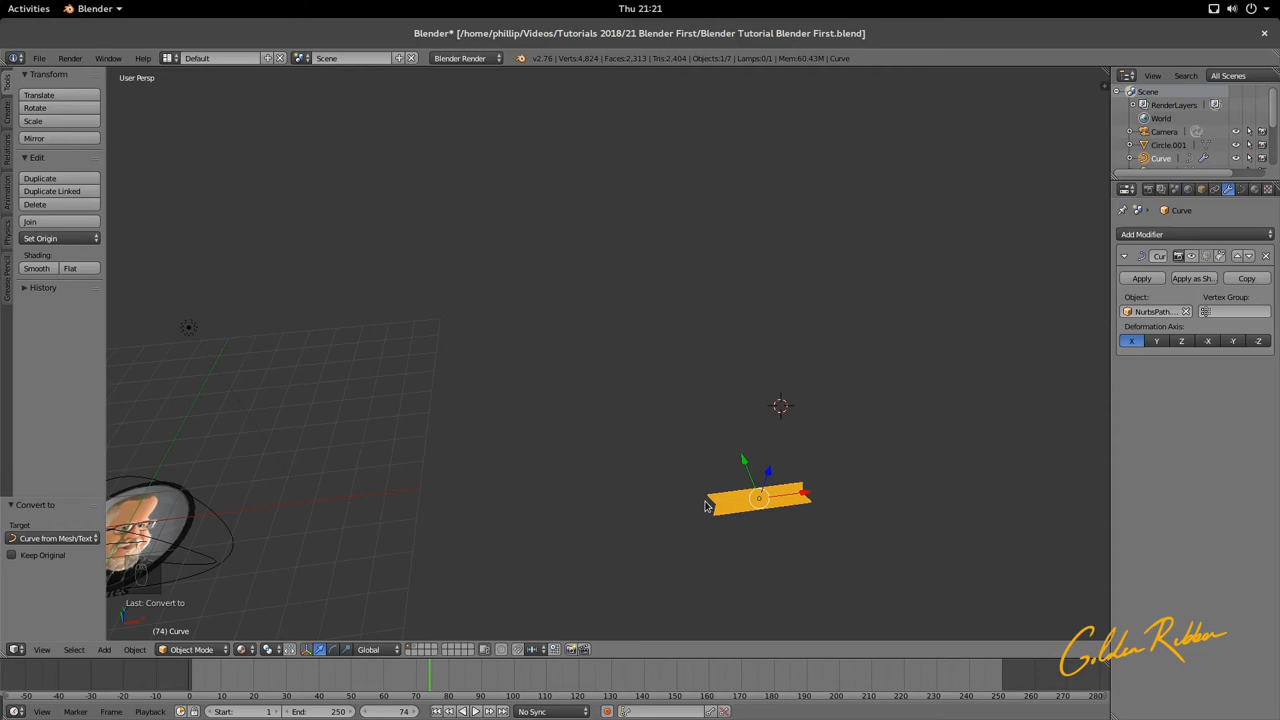 Activities Blender Thu 21:21
Blender* [/home/phillip/Videos/Tutorials 2018/21 Blender First/Blender Tutorial Blender First.blend]
File Render Window Help Default Scene Blender Render v2.76 | Verts:4,824 | Faces:2,313 | Tris:2,404 | Objects:1/7 | Lamps:0/1 | Mem:60.43M | Curve
Transform
User Persp
View Search All Scenes
Translate
Rotate
Scale
Mirror
Edit
Duplicate
Duplicate Linked
Delete
Join
Set Origin
Shading:
Smooth Flat
History
Tools
Create
Relations
Animation
Physics
Grease Pencil
Scene
RenderLayers
World
Camera
Circle.001
Curve
Curve
Add Modifier
Cur
Apply Apply as Sh... Copy
Object: Vertex Group:
NurbsPath....
Deformation Axis:
X Y Z -X -Y -Z
Convert to
Target
Curve from Mesh/Text
Keep Original
Last: Convert to
(74) Curve
Golden Ribbon
View Select Add Object Object Mode Global
-50 -40 -30 -20 -10 0 10 20 30 40 50 60 70 80 90 100 110 120 130 140 150 160 170 180 190 200 210 220 230 240 250 260 270 280
View Marker Frame Playback Start: 1 End: 250 74 No Sync